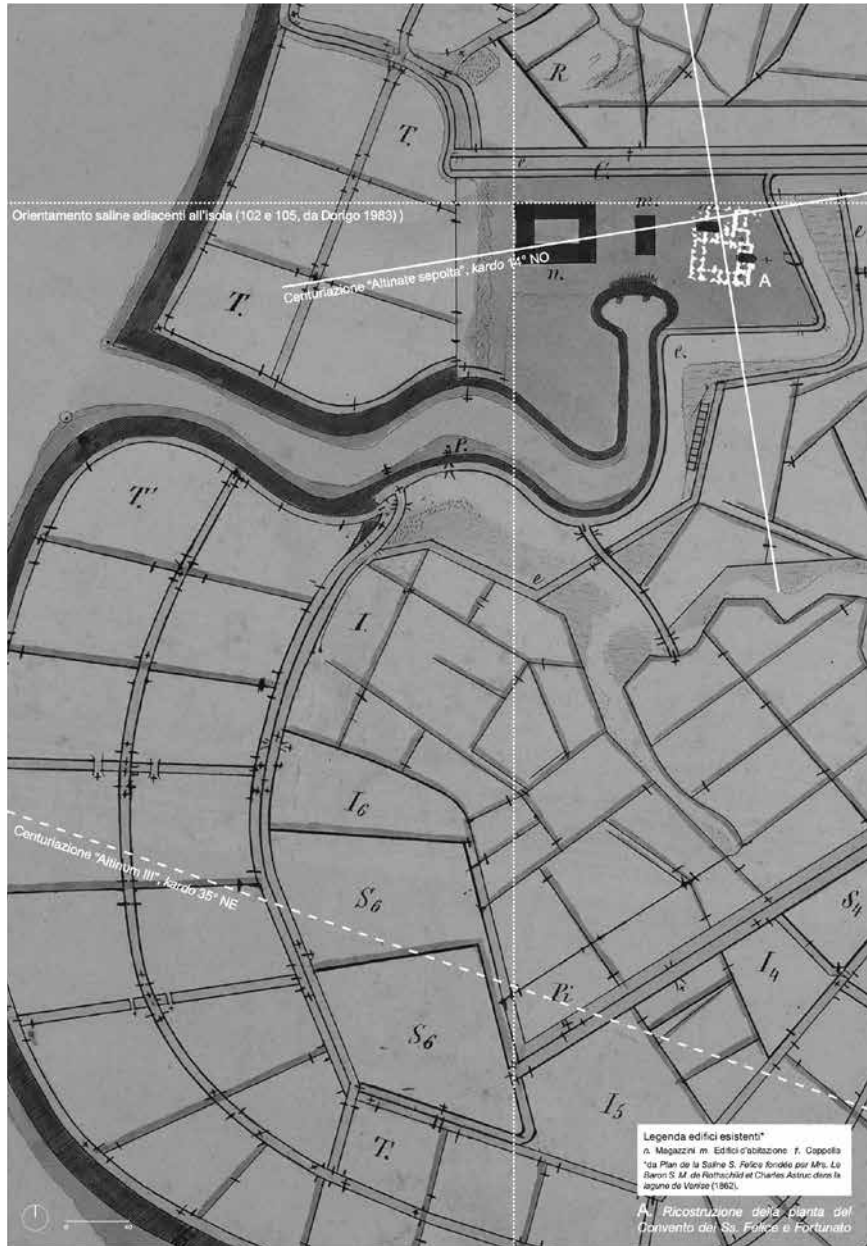 R
T.
e
C.
Orientamento saline adiacenti all'isola (102 e 105, da Dorigo 1983) )
m.
e
Centuriazione "Altinate sepolta", kardo 14° NO
n.
A
T.
e.
P.
T."
e
I.
I6
Centuriazione "Altinum III", kardo 35° NE
S6
S4
Pi
I4
S6
I5
T.
Legenda edifici esistenti*
n. Magazzini m. Edifici d'abitazione †. Cappella
*da Plan de la Saline S. Felice fondée par Mrs. Le
Baron S. M. de Rothschild et Charles Astruc dans la
lagune de Venise (1862).
A. Ricostruzione della pianta del
Convento dei Ss. Felice e Fortunato